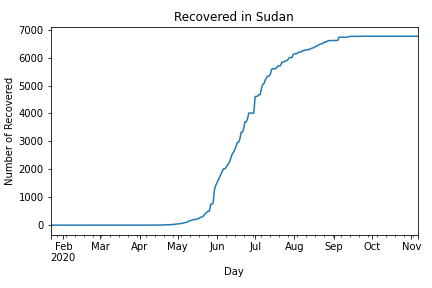 Recovered in Sudan
Number of Recovered
7000
6000
5000
4000
3000
2000
1000
0
Feb Mar Apr May Jun Jul Aug Sep Oct Nov
2020
Day